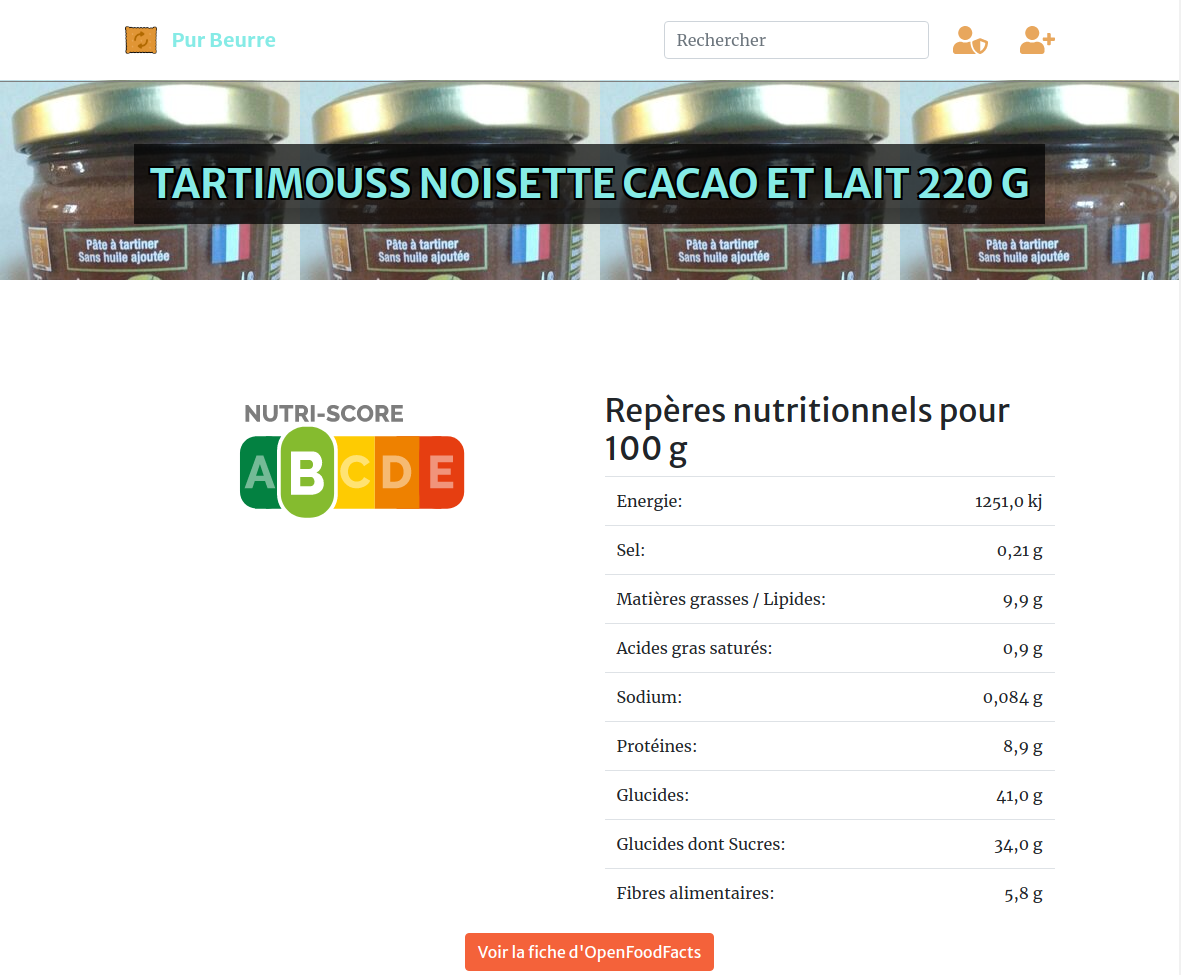 Pur Beurre
Rechercher
TARTIMOUSS NOISETTE CACAO ET LAIT 220 G
Pâte à tartiner
Sans huile ajoutée
Pâte à tartiner
Sans huile ajoutée
Pâte à tartiner
Sans huile ajoutée
Pâte à tartiner
Sans huile ajoutée
NUTRI-SCORE
A B C D E
Repères nutritionnels pour
100 g
Energie: 1251,0 kj
Sel: 0,21 g
Matières grasses / Lipides: 9,9 g
Acides gras saturés: 0,9 g
Sodium: 0,084 g
Protéines: 8,9 g
Glucides: 41,0 g
Glucides dont Sucres: 34,0 g
Fibres alimentaires: 5,8 g
Voir la fiche d'OpenFoodFacts